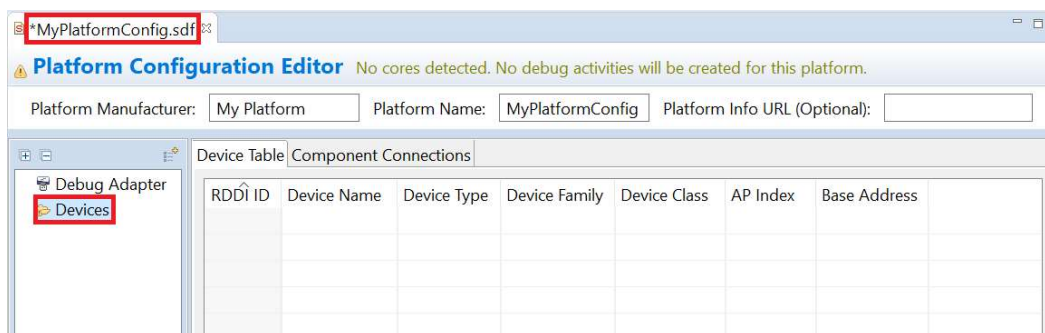 *MyPlatformConfig.sdf
Platform Configuration Editor No cores detected. No debug activities will be created for this platform.
Platform Manufacturer: My Platform Platform Name: MyPlatformConfig Platform Info URL (Optional):
Device Table Component Connections
Debug Adapter
Devices
RDDI ID Device Name Device Type Device Family Device Class AP Index Base Address